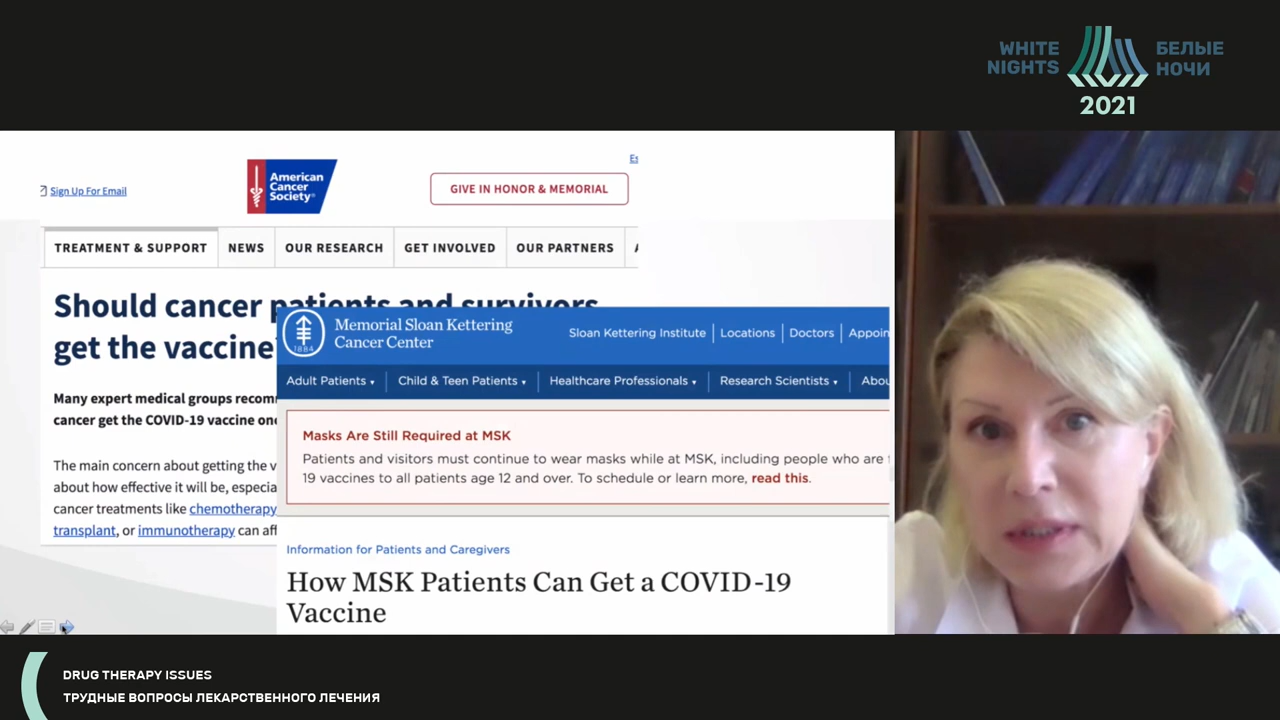 WHITE
NIGHTS
БЕЛЫЕ
НОЧИ
2021
Es
Sign Up For Email
American
Cancer
Society
GIVE IN HONOR & MEMORIAL
TREATMENT & SUPPORT
NEWS
OUR RESEARCH
GET INVOLVED
OUR PARTNERS
Should cancer patients and survivors
get the vaccine
Many expert medical groups recom
cancer get the COVID-19 vaccine on
The main concern about getting the v
about how effective it will be, especia
cancer treatments like chemotherapy
transplant, or immunotherapy can aff
1884
Memorial Sloan Kettering
Cancer Center
Sloan Kettering Institute
Locations
Doctors
Appoin
Adult Patients
Child & Teen Patients
Healthcare Professionals
Research Scientists
Abou
Masks Are Still Required at MSK
Patients and visitors must continue to wear masks while at MSK, including people who are f
19 vaccines to all patients age 12 and over. To schedule or learn more, read this.
Information for Patients and Caregivers
How MSK Patients Can Get a COVID-19
Vaccine
DRUG THERAPY ISSUES
ТРУДНЫЕ ВОПРОСЫ ЛЕКАРСТВЕННОГО ЛЕЧЕНИЯ